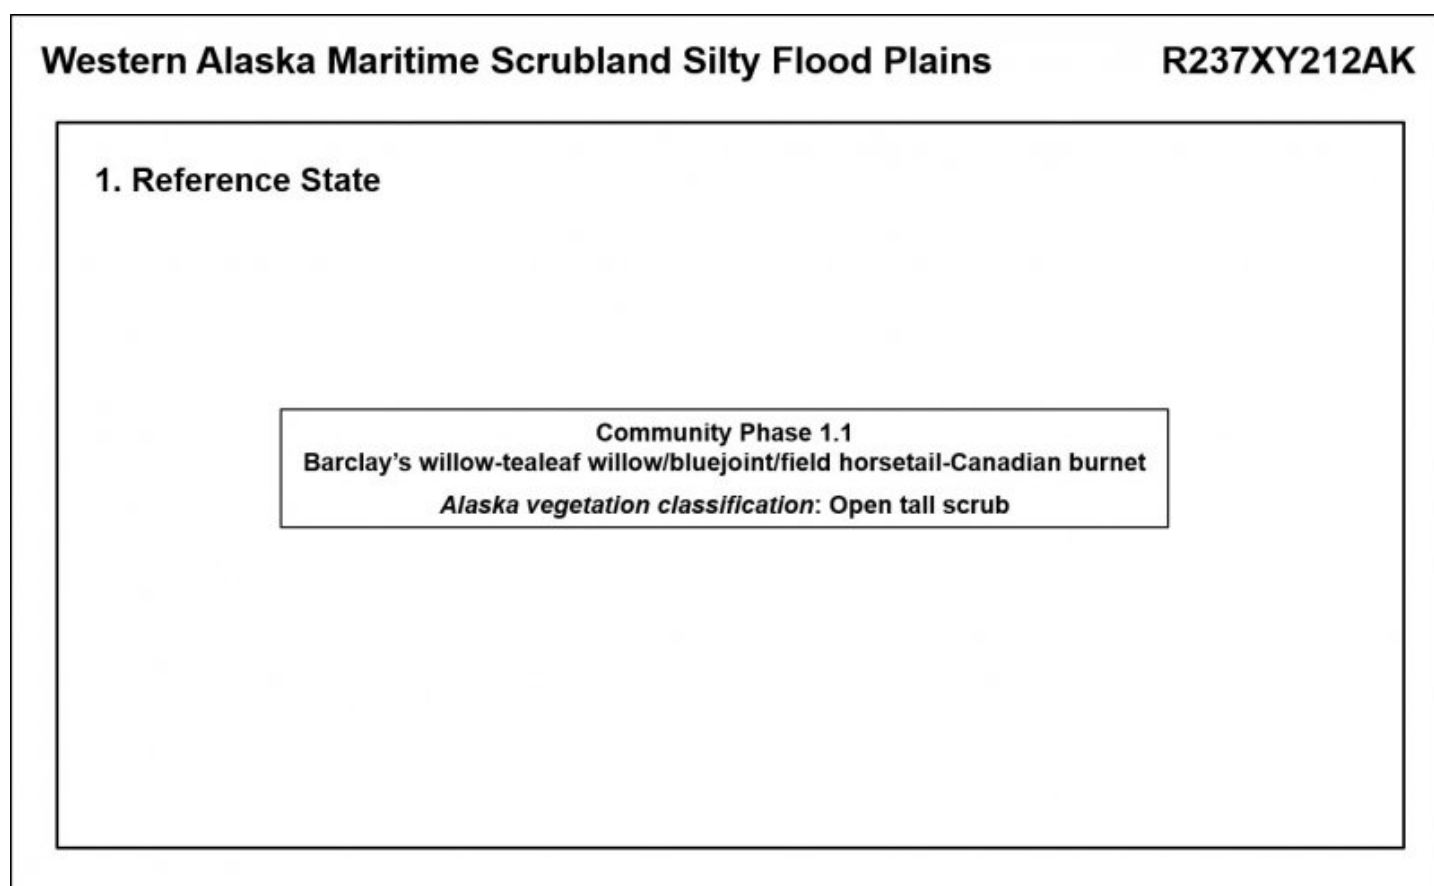 Western Alaska Maritime Scrubland Silty Flood Plains R237XY212AK
1. Reference State
Community Phase 1.1
Barclay's willow-tealeaf willow/bluejoint/field horsetail-Canadian burnet
Alaska vegetation classification: Open tall scrub